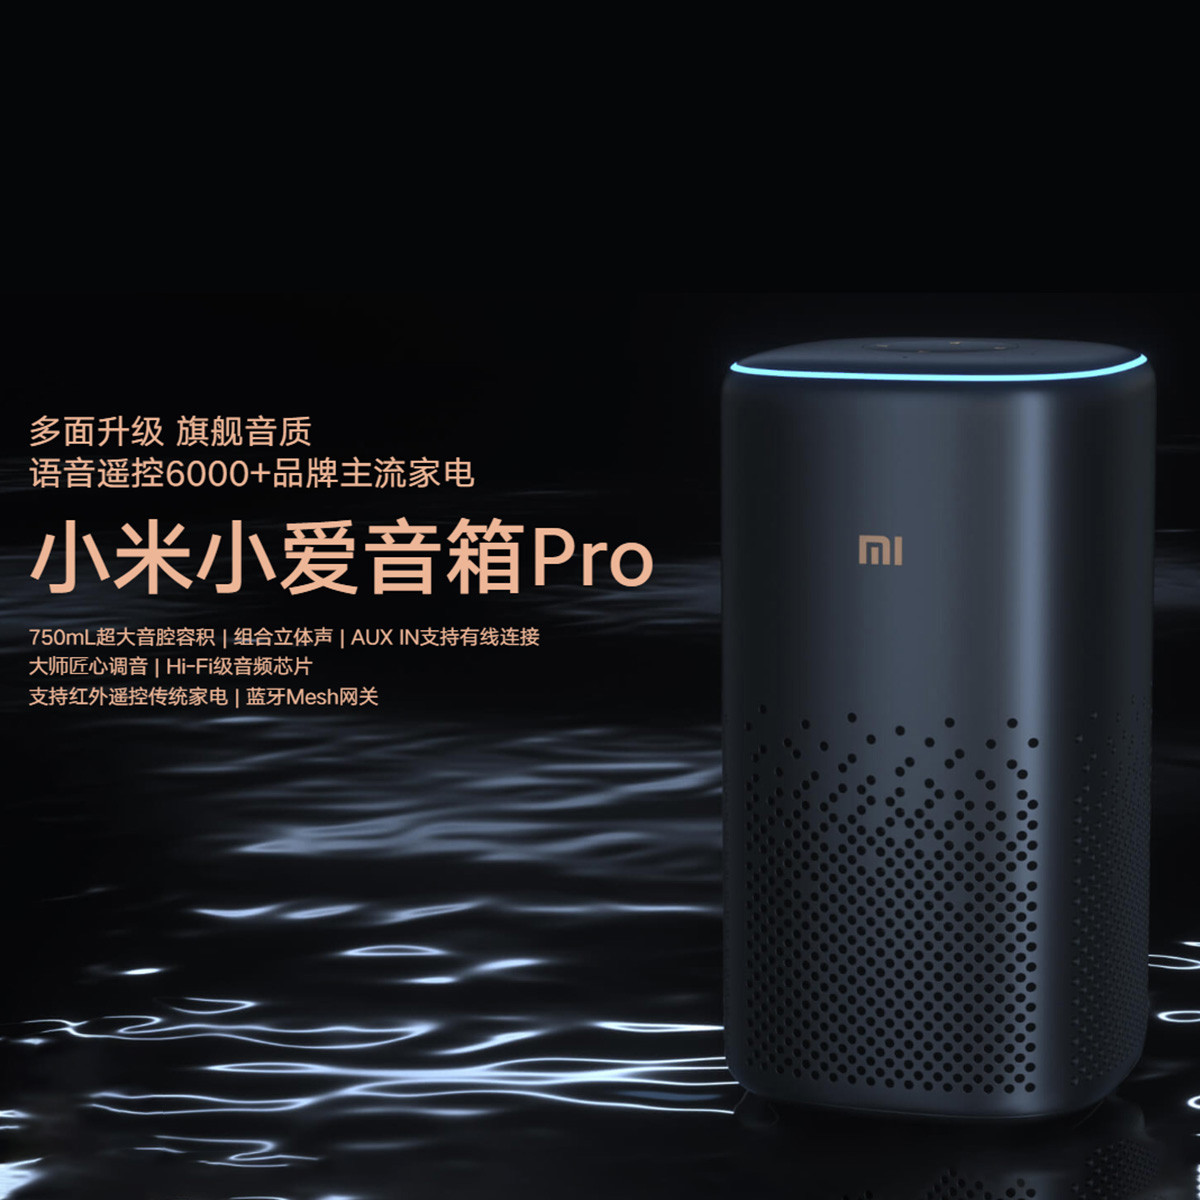 多面升级 旗舰音质
语音遥控6000+品牌主流家电
小米小爱音箱Pro
750mL超大音腔容积 | 组合立体声 | AUX IN支持有线连接
大师匠心调音 | Hi-Fi级音频芯片
支持红外遥控传统家电 | 蓝牙Mesh网关
MI